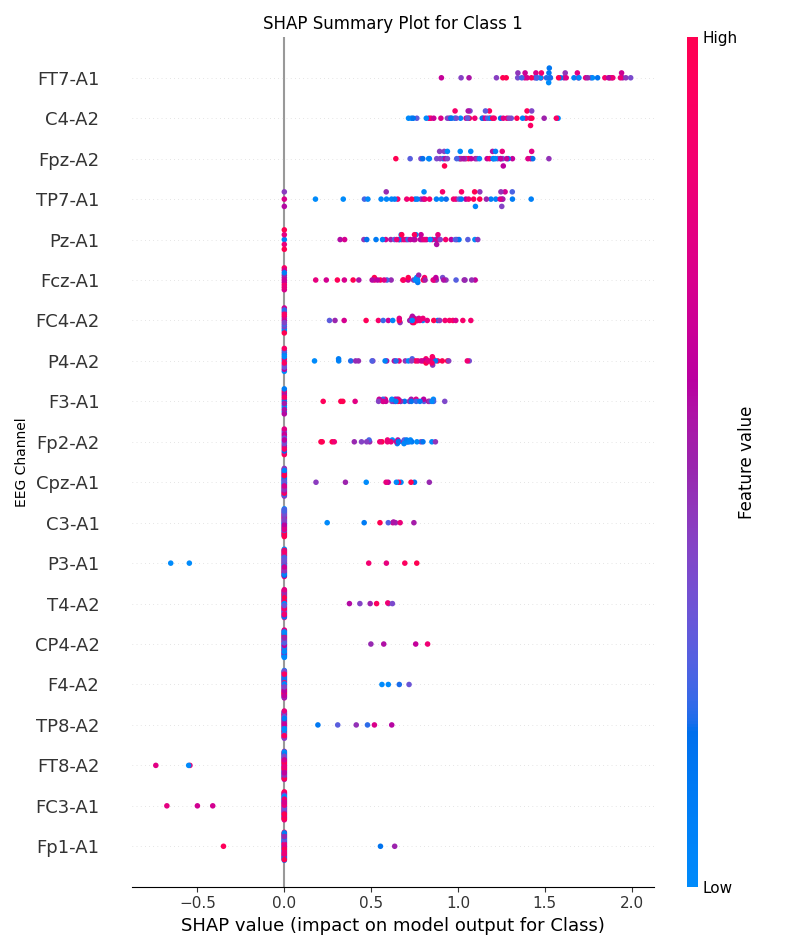 SHAP Summary Plot for Class 1
High
FT7-A1
C4-A2
Fpz-A2
TP7-A1
Pz-A1
Fcz-A1
FC4-A2
P4-A2
F3-A1
Fp2-A2
Cpz-A1
C3-A1
P3-A1
T4-A2
CP4-A2
F4-A2
TP8-A2
FT8-A2
FC3-A1
Fp1-A1
EEG Channel
Feature value
Low
−0.5 0.0 0.5 1.0 1.5 2.0
SHAP value (impact on model output for Class)